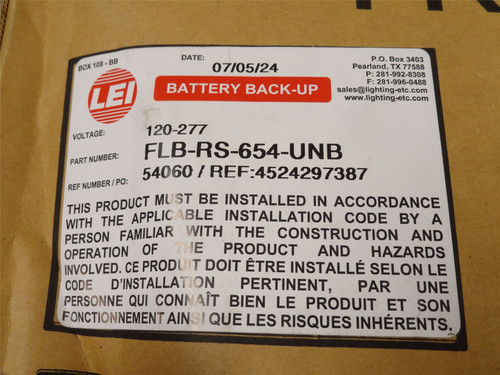 BOX 108 - BB
DATE: 07/05/24
P.O. Box 3403
Pearland, TX 77588
P: 281-992-8308
F: 281-996-0488
sales@lighting-etc.com
www.lighting-etc.com
LEI
BATTERY BACK-UP
VOLTAGE: 120-277
PART NUMBER: FLB-RS-654-UNB
REF NUMBER / PO: 54060 / REF:4524297387
THIS PRODUCT MUST BE INSTALLED IN ACCORDANCE
WITH THE APPLICABLE INSTALLATION CODE BY A
PERSON FAMILIAR WITH THE CONSTRUCTION AND
OPERATION OF THE PRODUCT AND HAZARDS
INVOLVED. CE PRODUIT DOIT ÊTRE INSTALLÉ SELON LE
CODE D'INSTALLATION PERTINENT, PAR UNE
PERSONNE QUI CONNAÎT BIEN LE PRODUIT ET SON
FONCTIONNEMENT AINSI QUE LES RISQUES INHÉRENTS.